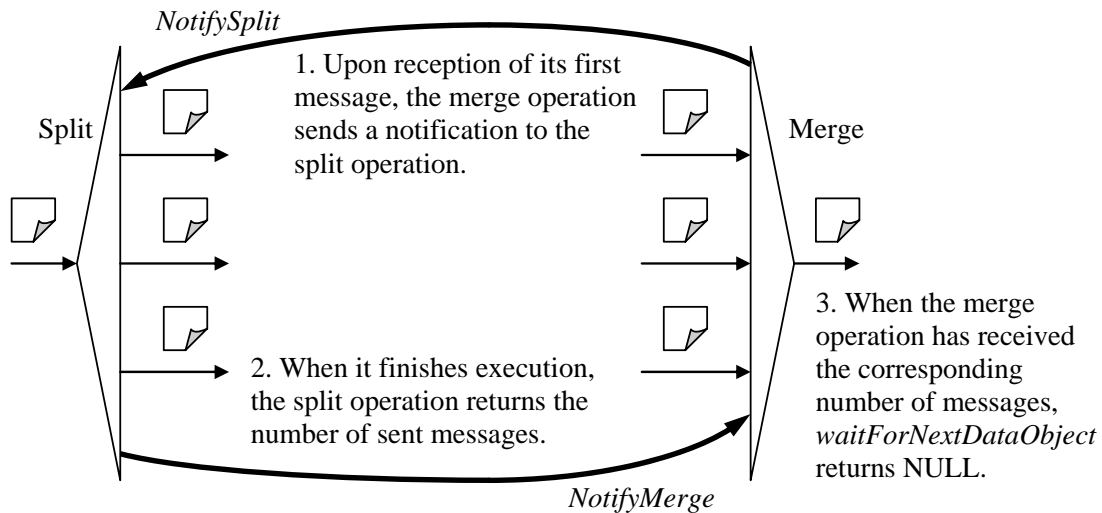 NotifySplit
1. Upon reception of its first
message, the merge operation
sends a notification to the
split operation.
Split
Merge
2. When it finishes execution,
the split operation returns the
number of sent messages.
3. When the merge
operation has received
the corresponding
number of messages,
waitForNextDataObject
returns NULL.
NotifyMerge